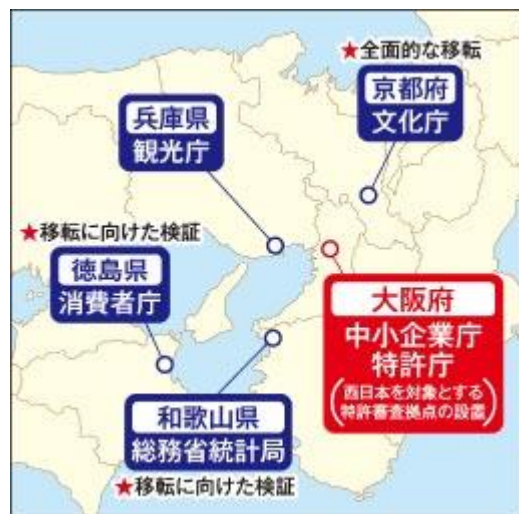 ★全面的な移転
京都府
文化庁
兵庫県
観光庁
★移転に向けた検証
徳島県
消費者庁
大阪府
中小企業庁
特許庁
(西日本を対象とする
特許審査拠点の設置)
和歌山県
総務省統計局
★移転に向けた検証